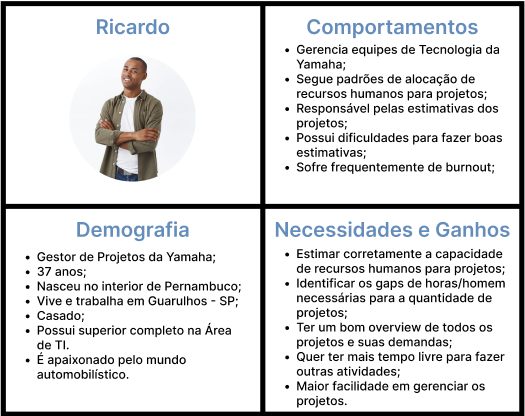 Ricardo
Comportamentos
Gerencia equipes de Tecnologia da
Yamaha;
Segue padrões de alocação de
recursos humanos para projetos;
Responsável pelas estimativas dos
projetos;
Possui dificuldades para fazer boas
estimativas;
Sofre frequentemente de burnout;
Demografia
Gestor de Projetos da Yamaha;
37 anos;
Nasceu no interior de Pernambuco;
Vive e trabalha em Guarulhos - SP;
Casado;
Possui superior completo na Área
de TI.
É apaixonado pelo mundo
automobilístico.
Necessidades e Ganhos
Estimar corretamente a capacidade
de recursos humanos para projetos;
Identificar os gaps de horas/homem
necessárias para a quantidade de
projetos;
Ter um bom overview de todos os
projetos e suas demandas;
Quer ter mais tempo livre para fazer
outras atividades;
Maior facilidade em gerenciar os
projetos.